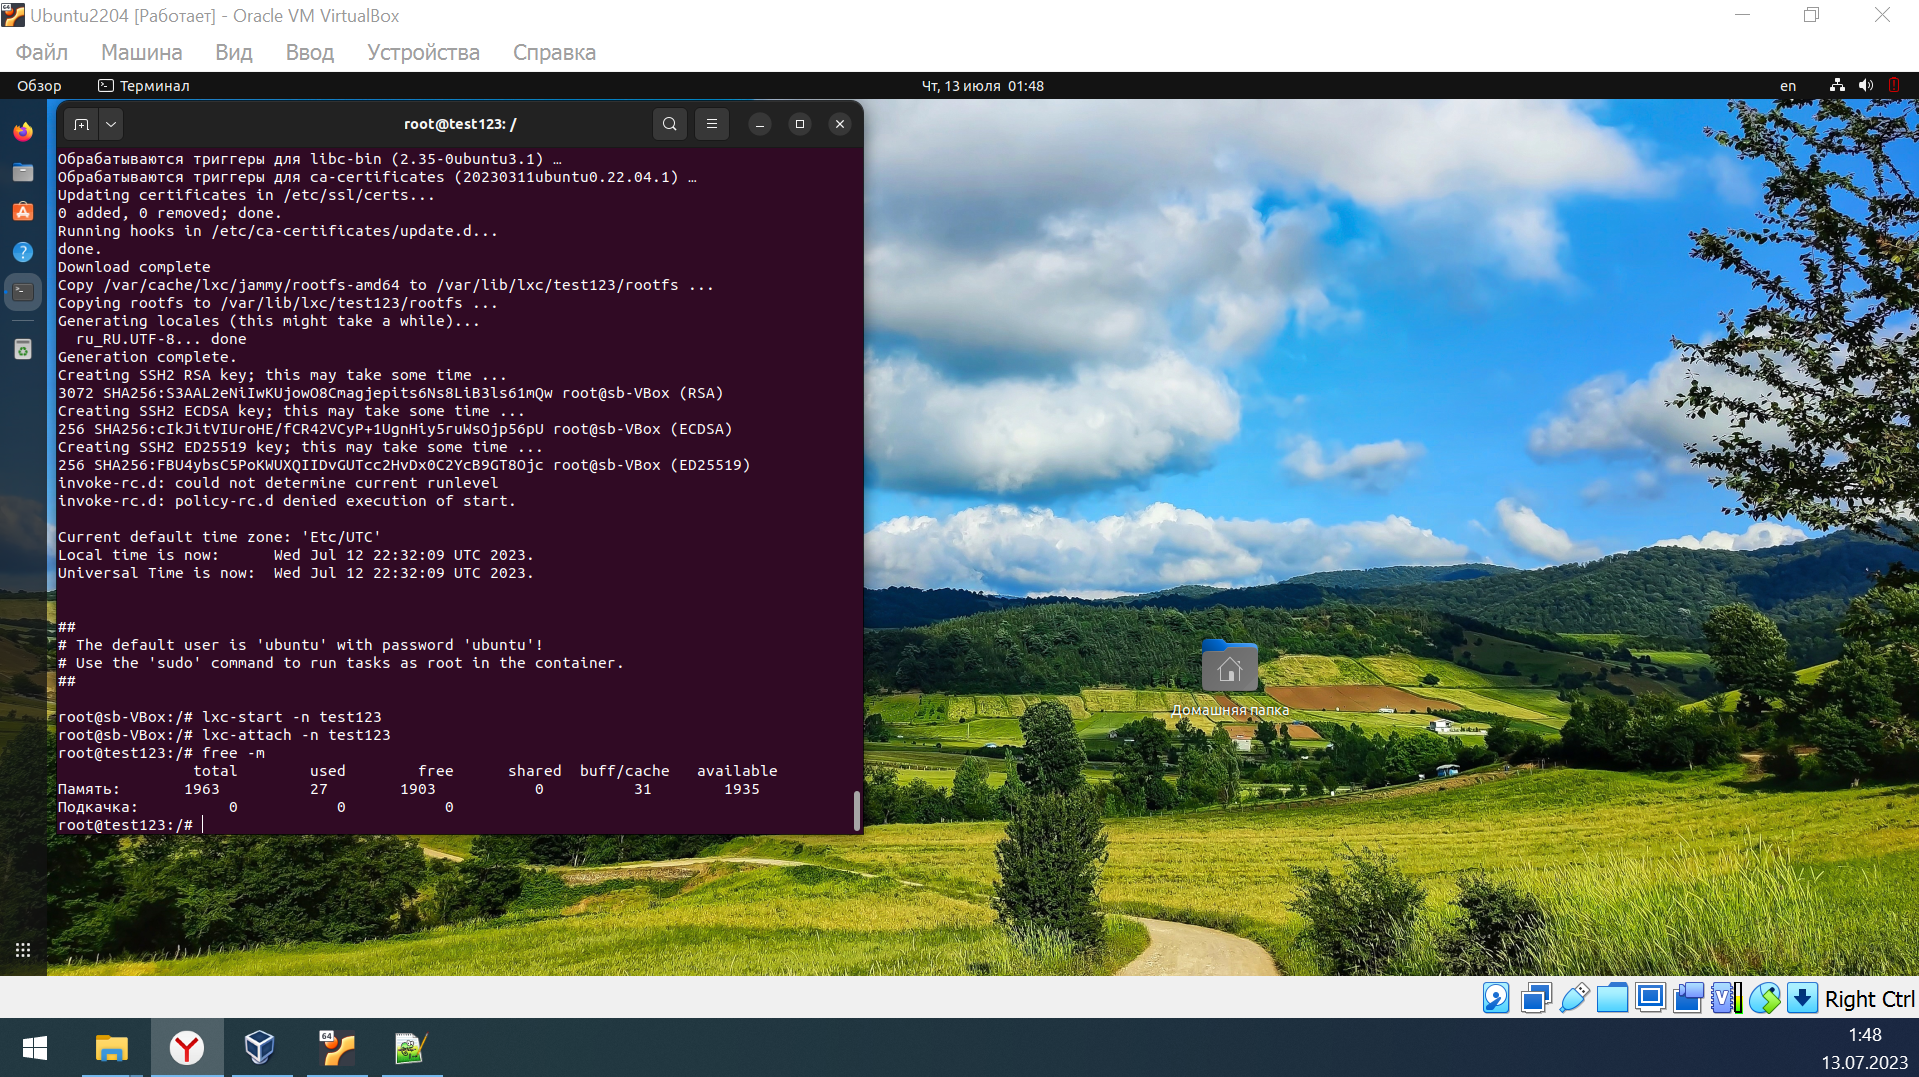 Ubuntu2204 [Работает] - Oracle VM VirtualBox
Файл Машина Вид Ввод Устройства Справка
Обзор Терминал Чт, 13 июля 01:48 en
root@test123: /
Обрабатываются триггеры для libc-bin (2.35-0ubuntu3.1) …
Обрабатываются триггеры для ca-certificates (20230311ubuntu0.22.04.1) …
Updating certificates in /etc/ssl/certs...
0 added, 0 removed; done.
Running hooks in /etc/ca-certificates/update.d...
done.
Download complete
Copy /var/cache/lxc/jammy/rootfs-amd64 to /var/lib/lxc/test123/rootfs ...
Copying rootfs to /var/lib/lxc/test123/rootfs ...
Generating locales (this might take a while)...
ru_RU.UTF-8... done
Generation complete.
Creating SSH2 RSA key; this may take some time ...
3072 SHA256:S3AAL2eNiIwKUjowO8Cmagjepits6Ns8LiB3ls61mQw root@sb-VBox (RSA)
Creating SSH2 ECDSA key; this may take some time ...
256 SHA256:cIkJitVIUroHE/fCR42VCyP+1UgnHiy5ruWsOjp56pU root@sb-VBox (ECDSA)
Creating SSH2 ED25519 key; this may take some time ...
256 SHA256:FBU4ybsC5PoKWUXQIIDvGUTcc2HvDx0C2YcB9GT8Ojc root@sb-VBox (ED25519)
invoke-rc.d: could not determine current runlevel
invoke-rc.d: policy-rc.d denied execution of start.
Current default time zone: 'Etc/UTC'
Local time is now:      Wed Jul 12 22:32:09 UTC 2023.
Universal Time is now:  Wed Jul 12 22:32:09 UTC 2023.
##
# The default user is 'ubuntu' with password 'ubuntu'!
# Use the 'sudo' command to run tasks as root in the container.
##
root@sb-VBox:/# lxc-start -n test123
root@sb-VBox:/# lxc-attach -n test123
root@test123:/# free -m
total used free shared buff/cache available
Память: 1963 27 1903 0 31 1935
Подкачка: 0 0 0
root@test123:/#
Домашняя папка
Right Ctrl
64
1:48
13.07.2023